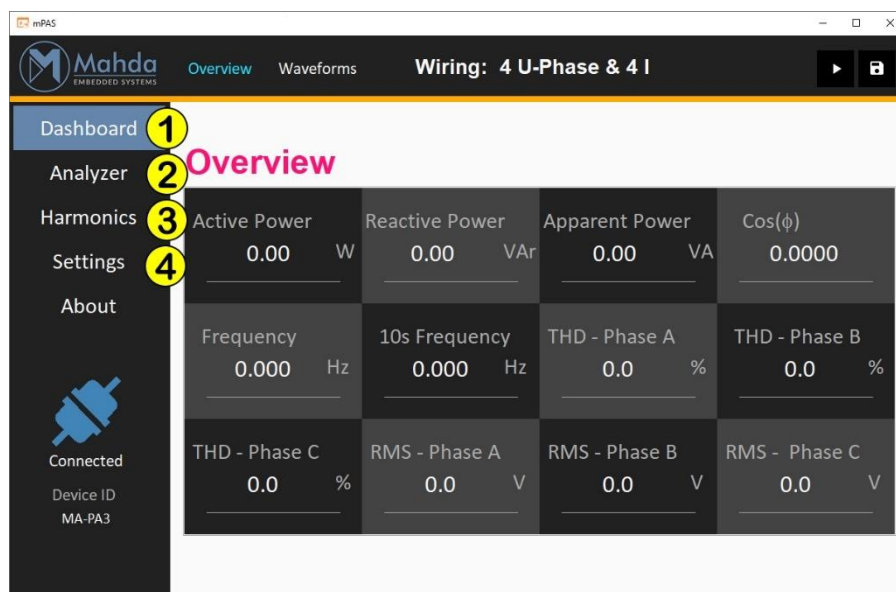 mPAS
Mahda
EMBEDDED SYSTEMS
Overview Waveforms Wiring: 4 U-Phase & 4 I
Dashboard 1
Analyzer 2
Harmonics 3
Settings 4
About
Connected
Device ID
MA-PA3
Overview
Active Power Reactive Power Apparent Power Cos(ϕ)
0.00 W 0.00 VAr 0.00 VA 0.0000
Frequency 10s Frequency THD - Phase A THD - Phase B
0.000 Hz 0.000 Hz 0.0 % 0.0 %
THD - Phase C RMS - Phase A RMS - Phase B RMS - Phase C
0.0 % 0.0 V 0.0 V 0.0 V